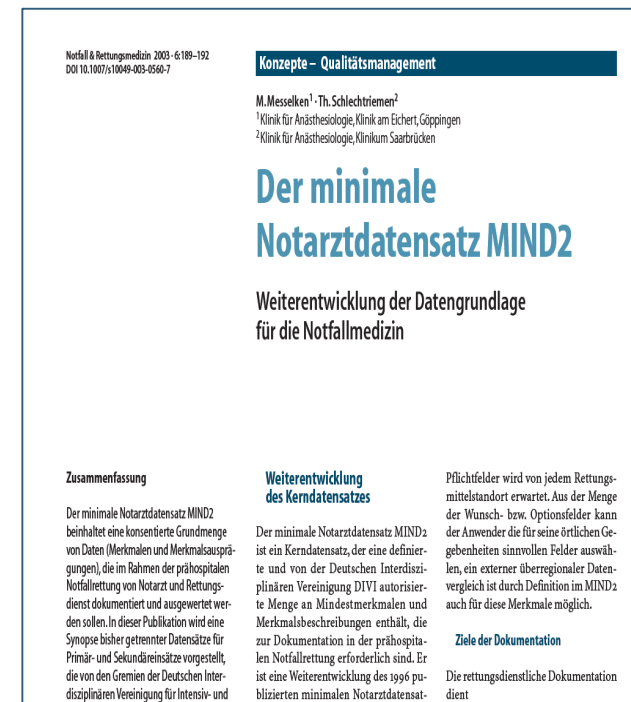 Notfall & Rettungsmedizin 2003 · 6:189–192
DOI 10.1007/s10049-003-0560-7
Konzepte – Qualitätsmanagement
M. Messelken¹ · Th. Schlechtriemen²
¹ Klinik für Anästhesiologie, Klinik am Eichert, Göppingen
² Klinik für Anästhesiologie, Klinikum Saarbrücken
Der minimale
Notarztdatensatz MIND2
Weiterentwicklung der Datengrundlage
für die Notfallmedizin
Zusammenfassung
Der minimale Notarztdatensatz MIND2
beinhaltet eine konsentierte Grundmenge
von Daten (Merkmalen und Merkmalsausprä-
gungen), die im Rahmen der prähospitalen
Notfallrettung von Notarzt und Rettungs-
dienst dokumentiert und ausgewertet wer-
den sollen. In dieser Publikation wird eine
Synopse bisher getrennter Datensätze für
Primär- und Sekundäreinsätze vorgestellt,
die von den Gremien der Deutschen Inter-
disziplinären Vereinigung für Intensiv- und
Weiterentwicklung
des Kerndatensatzes
Der minimale Notarztdatensatz MIND2
ist ein Kerndatensatz, der eine definier-
te und von der Deutschen Interdiszi-
plinären Vereinigung DIVI autorisier-
te Menge an Mindestmerkmalen und
Merkmalsbeschreibungen enthält, die
zur Dokumentation in der prähospita-
len Notfallrettung erforderlich sind. Er
ist eine Weiterentwicklung des 1996 pu-
blizierten minimalen Notarztdatensat-
Pflichtfelder wird von jedem Rettungs-
mittelstandort erwartet. Aus der Menge
der Wunsch- bzw. Optionsfelder kann
der Anwender die für seine örtlichen Ge-
gebenheiten sinnvollen Felder auswäh-
len, ein externer überregionaler Daten-
vergleich ist durch Definition im MIND2
auch für diese Merkmale möglich.
Ziele der Dokumentation
Die rettungsdienstliche Dokumentation
dient